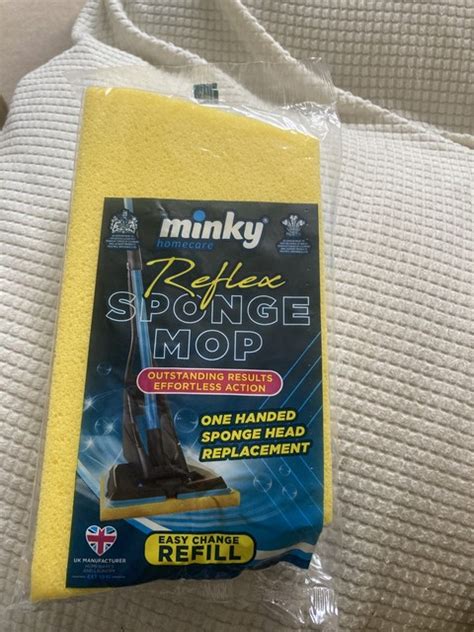 minky
homecare
Reflex
SPONGE
MOP
OUTSTANDING RESULTS
EFFORTLESS ACTION
ONE HANDED
SPONGE HEAD
REPLACEMENT
EASY CHANGE
REFILL
UK MANUFACTURER